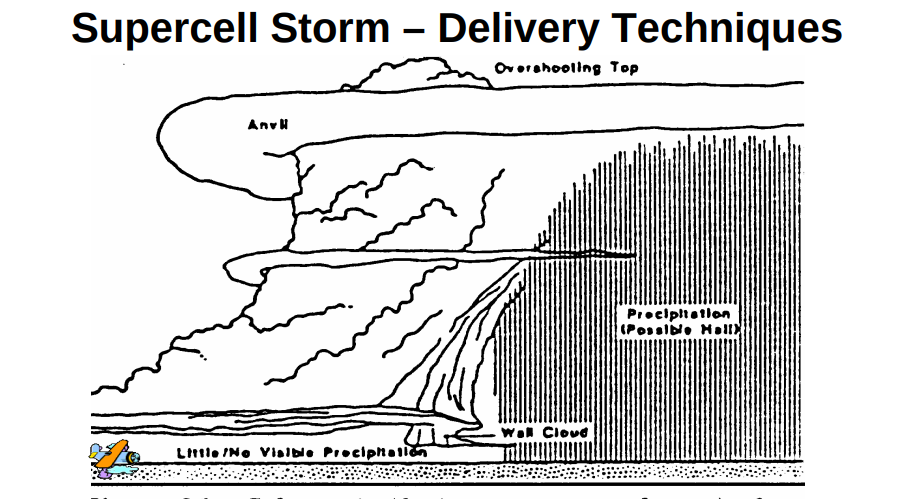 Supercell Storm – Delivery Techniques
Overshooting Top
Anvil
Precipitation
(Possible Hail)
Wall Cloud
Little/No Visible Precipitation